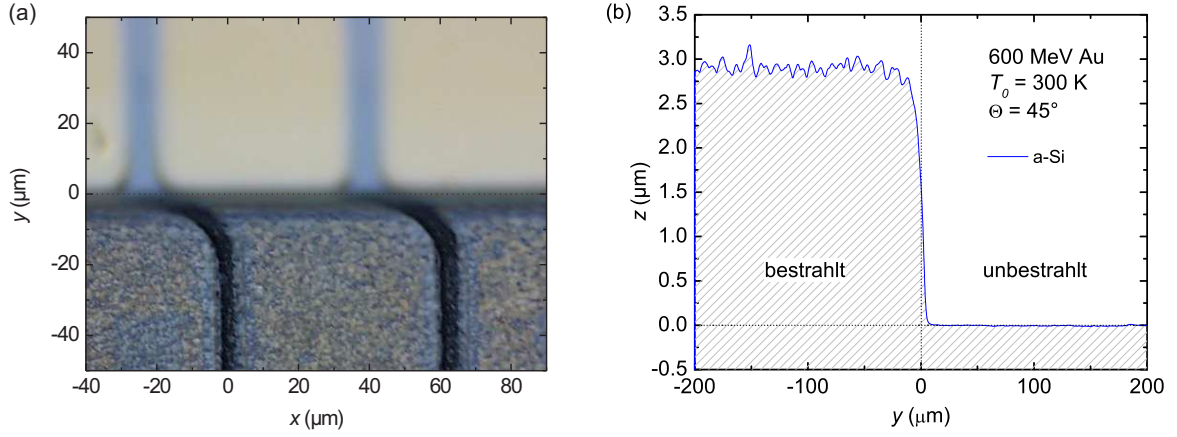 (a)
40
20
0
-20
-40
y (µm)
-40
-20
0
20
40
60
80
x (µm)
(b)
3.5
3.0
2.5
2.0
1.5
1.0
0.5
0.0
-0.5
z (µm)
600 MeV Au
T0 = 300 K
Θ = 45°
a-Si
bestrahlt
unbestrahlt
-200
-100
0
100
200
y (µm)